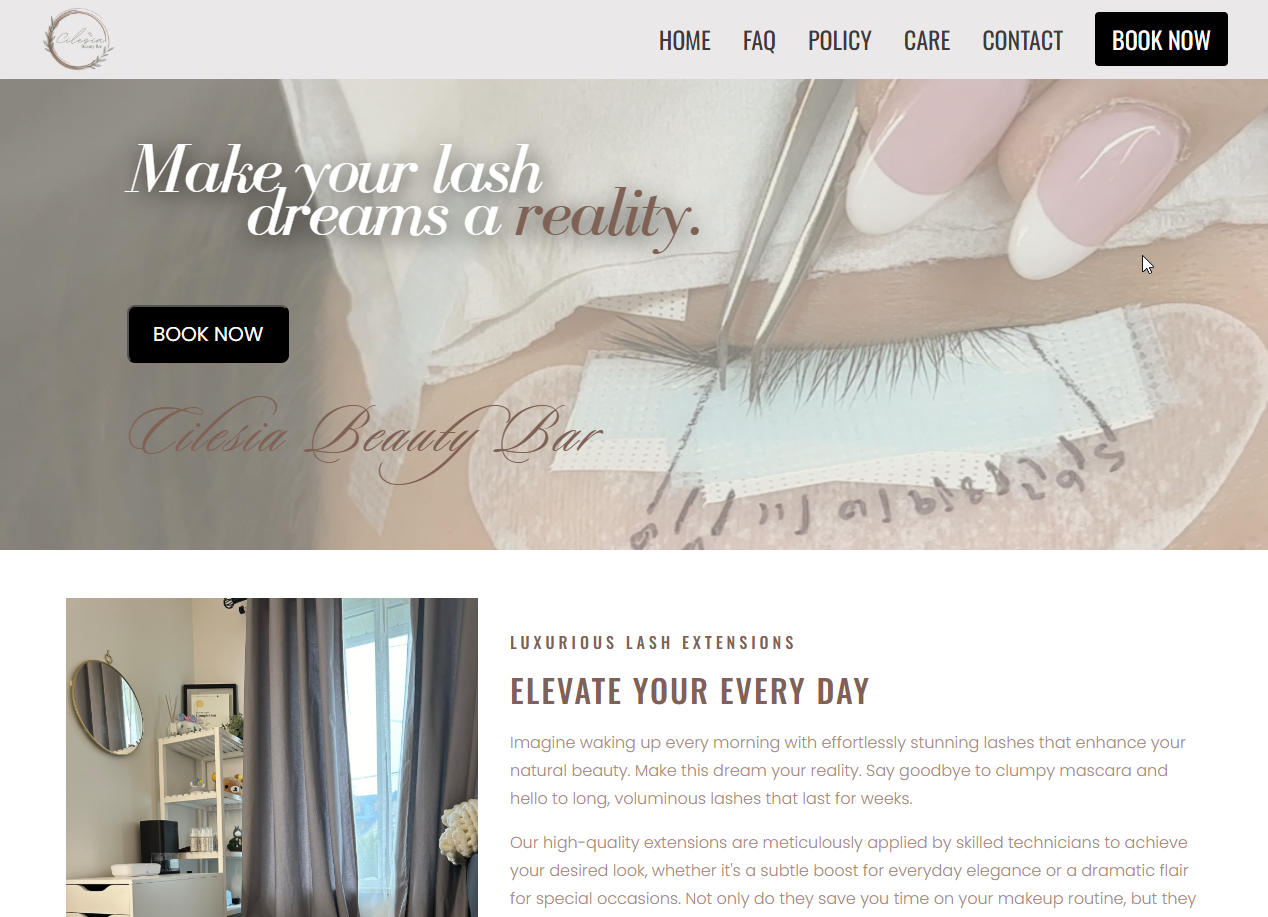 Cilesia
Beauty Bar
HOME
FAQ
POLICY
CARE
CONTACT
BOOK NOW
Make your lash
dreams a reality.
BOOK NOW
Cilesia Beauty Bar
LUXURIOUS LASH EXTENSIONS
ELEVATE YOUR EVERY DAY
Imagine waking up every morning with effortlessly stunning lashes that enhance your
natural beauty. Make this dream your reality. Say goodbye to clumpy mascara and
hello to long, voluminous lashes that last for weeks.
Our high-quality extensions are meticulously applied by skilled technicians to achieve
your desired look, whether it's a subtle boost for everyday elegance or a dramatic flair
for special occasions. Not only do they save you time on your makeup routine, but they